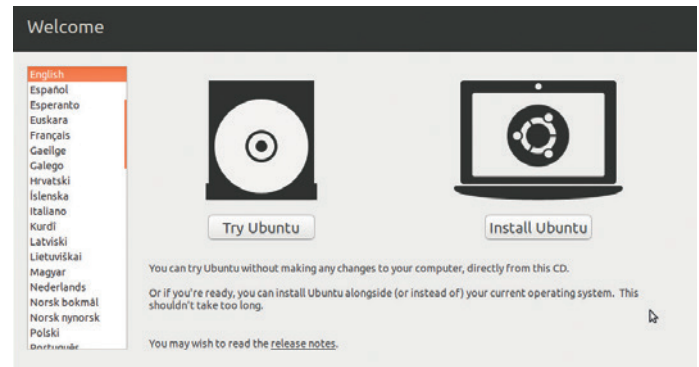 Welcome
English
Español
Esperanto
Euskara
Français
Gaeilge
Galego
Hrvatski
Íslenska
Italiano
Kurdî
Latviski
Lietuviškai
Magyar
Nederlands
Norsk bokmål
Norsk nynorsk
Polski
Português
Try Ubuntu
Install Ubuntu
You can try Ubuntu without making any changes to your computer, directly from this CD.
Or if you're ready, you can install Ubuntu alongside (or instead of) your current operating system. This
shouldn't take too long.
You may wish to read the release notes.